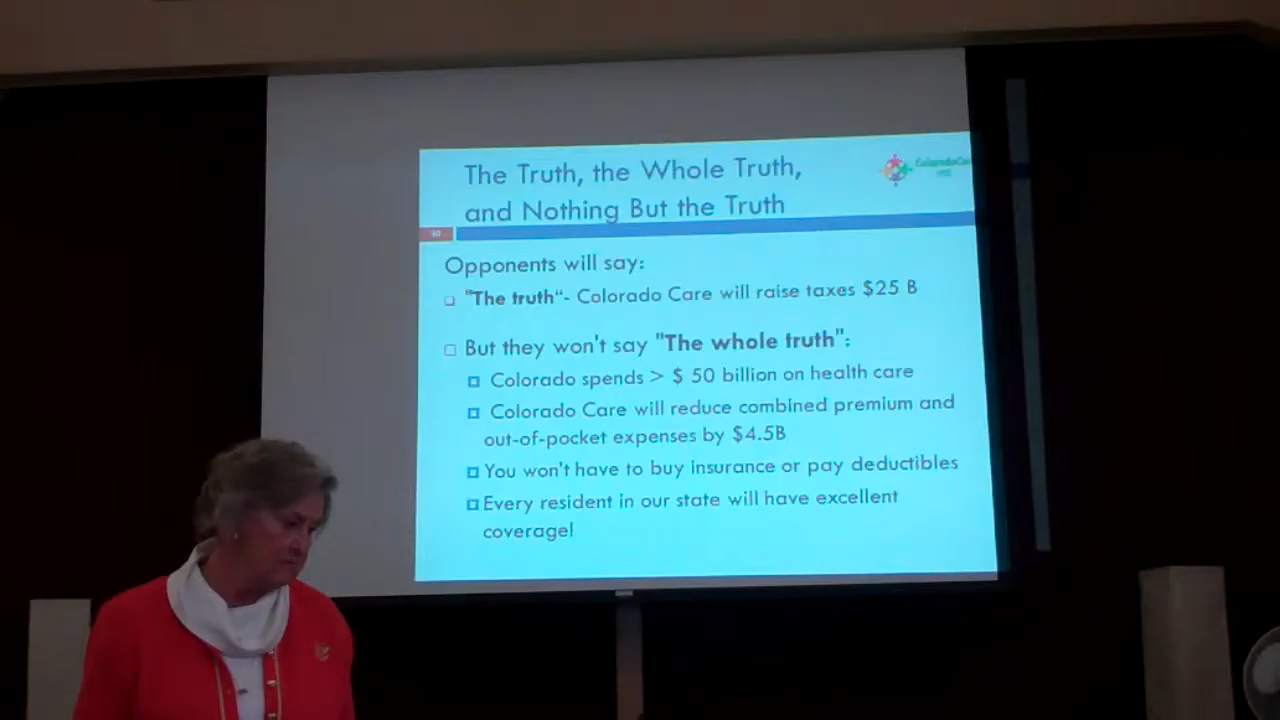 The Truth, the Whole Truth,
and Nothing But the Truth
Opponents will say:
"The truth"- Colorado Care will raise taxes $25 B
But they won't say "The whole truth":
Colorado spends > $ 50 billion on health care
Colorado Care will reduce combined premium and
out-of-pocket expenses by $4.5B
You won't have to buy insurance or pay deductibles
Every resident in our state will have excellent
coverage!